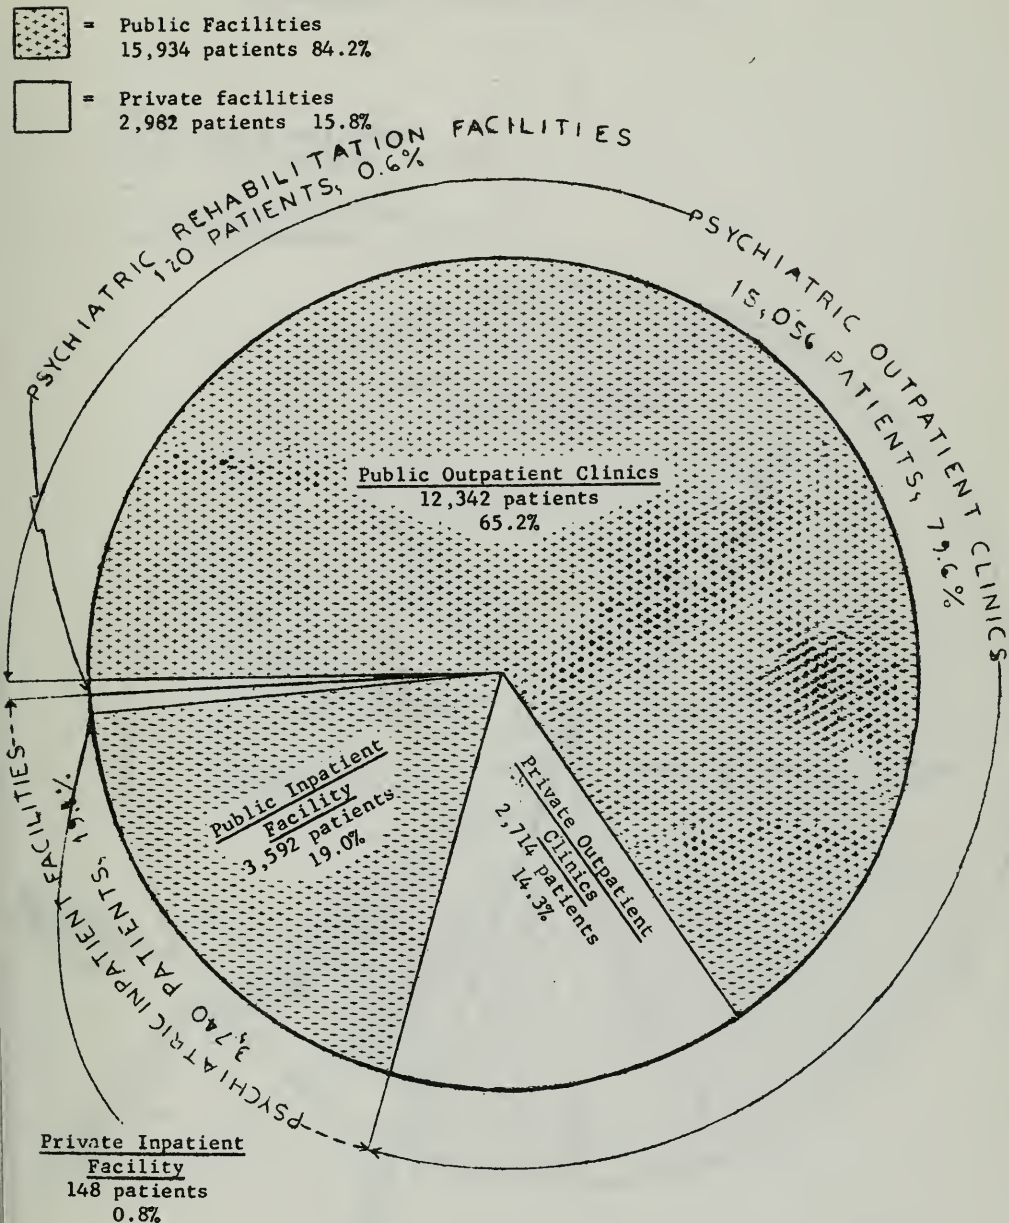 = Public Facilities
15,934 patients 84.2%
= Private facilities
2,982 patients 15.8%
PSYCHIATRIC REHABILITATION FACILITIES
120 PATIENTS, 0.6%
PSYCHIATRIC OUTPATIENT CLINICS
15,056 PATIENTS, 79.6%
Public Outpatient Clinics
12,342 patients
65.2%
Private Outpatient
Clinics
2,714 patients
14.3%
Public Inpatient
Facility
3,592 patients
19.0%
PSYCHIATRIC INPATIENT FACILITIES
3,740 PATIENTS,
Private Inpatient
Facility
148 patients
0.8%